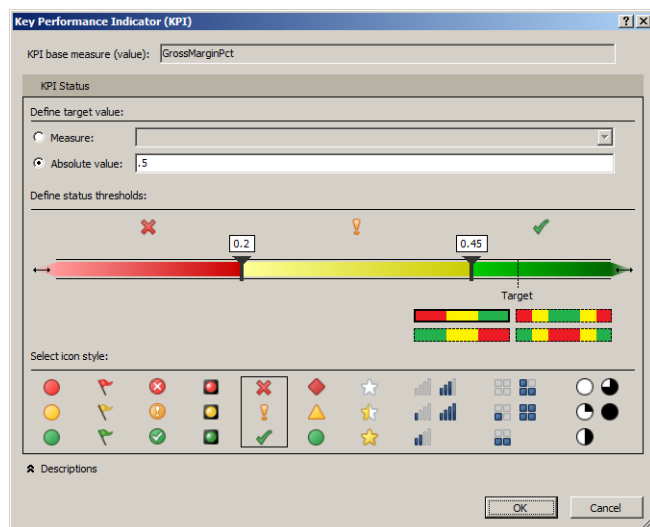 Key Performance Indicator (KPI)
KPI base measure (value): GrossMarginPct
KPI Status
Define target value:
Measure:
Absolute value: .5
Define status thresholds:
0.2 0.45
Target
Select icon style:
Descriptions
OK Cancel